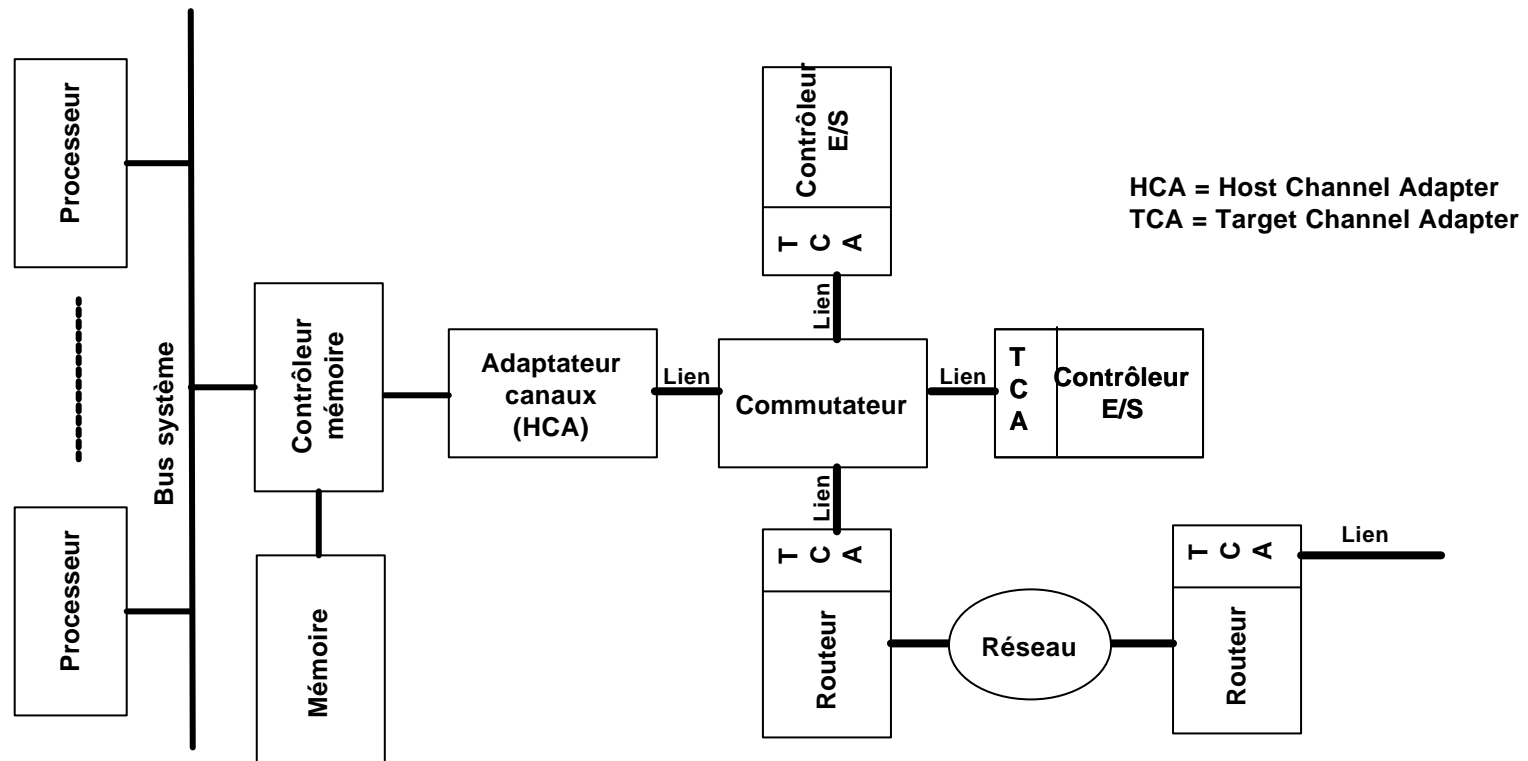 Processeur
Processeur
Bus système
Contrôleur
mémoire
Mémoire
Adaptateur
canaux
(HCA)
Lien
Commutateur
Contrôleur
E/S
T C A
Lien
Lien
T
C
A
Contrôleur
E/S
Lien
T C A
Routeur
Réseau
T C A
Routeur
Lien
HCA = Host Channel Adapter
TCA = Target Channel Adapter